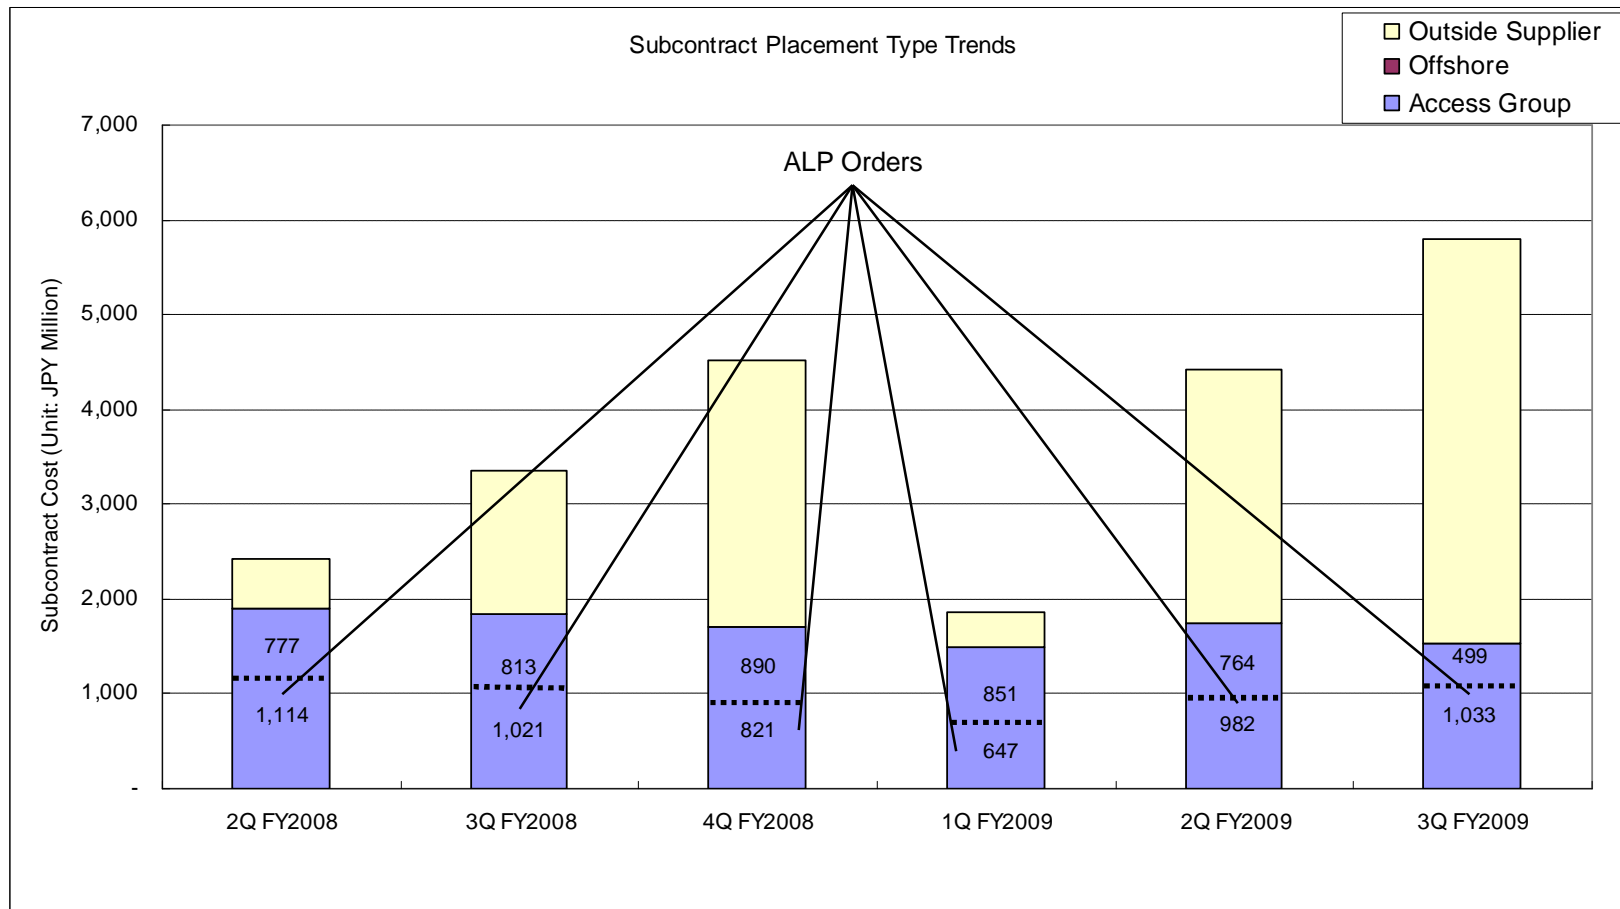 Subcontract Placement Type Trends
Outside Supplier
Offshore
Access Group
ALP Orders
Subcontract Cost (Unit: JPY Million)
7,000
6,000
5,000
4,000
3,000
2,000
1,000
-
777
1,114
813
1,021
890
821
851
647
764
982
499
1,033
2Q FY2008
3Q FY2008
4Q FY2008
1Q FY2009
2Q FY2009
3Q FY2009